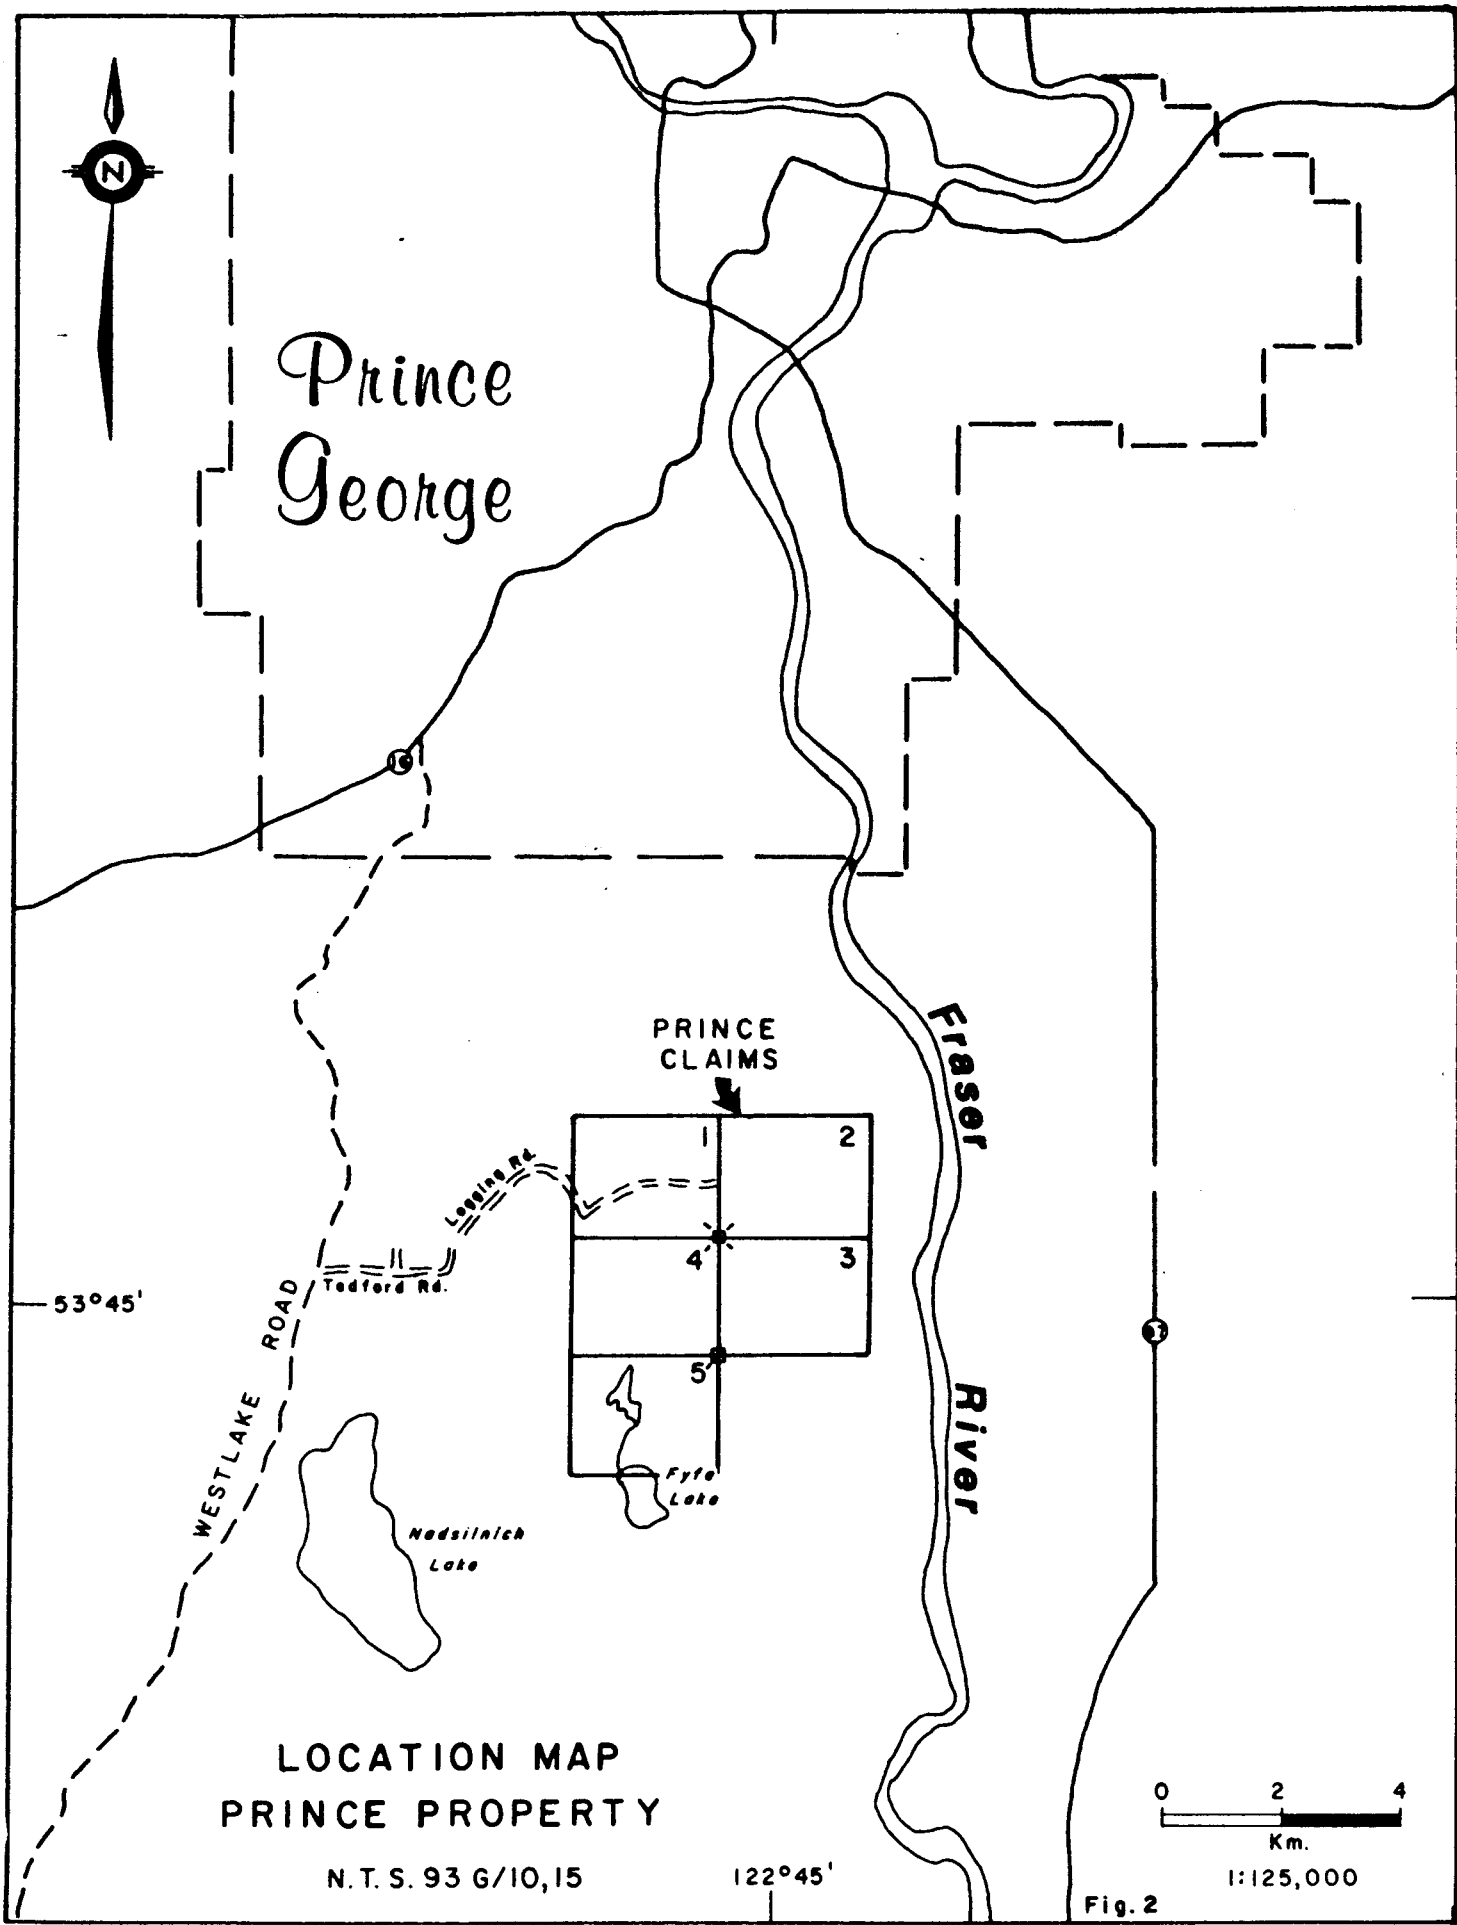 N
Prince
George
16
PRINCE
CLAIMS
Fraser
1
2
Logging Rd.
4
3
Tedford Rd.
53°45'
WESTLAKE ROAD
5
River
Fyfe
Lake
Nadsilnich
Lake
LOCATION MAP
PRINCE PROPERTY
N.T.S. 93 G/10,15
122°45'
0 2 4
Km.
1:125,000
Fig. 2